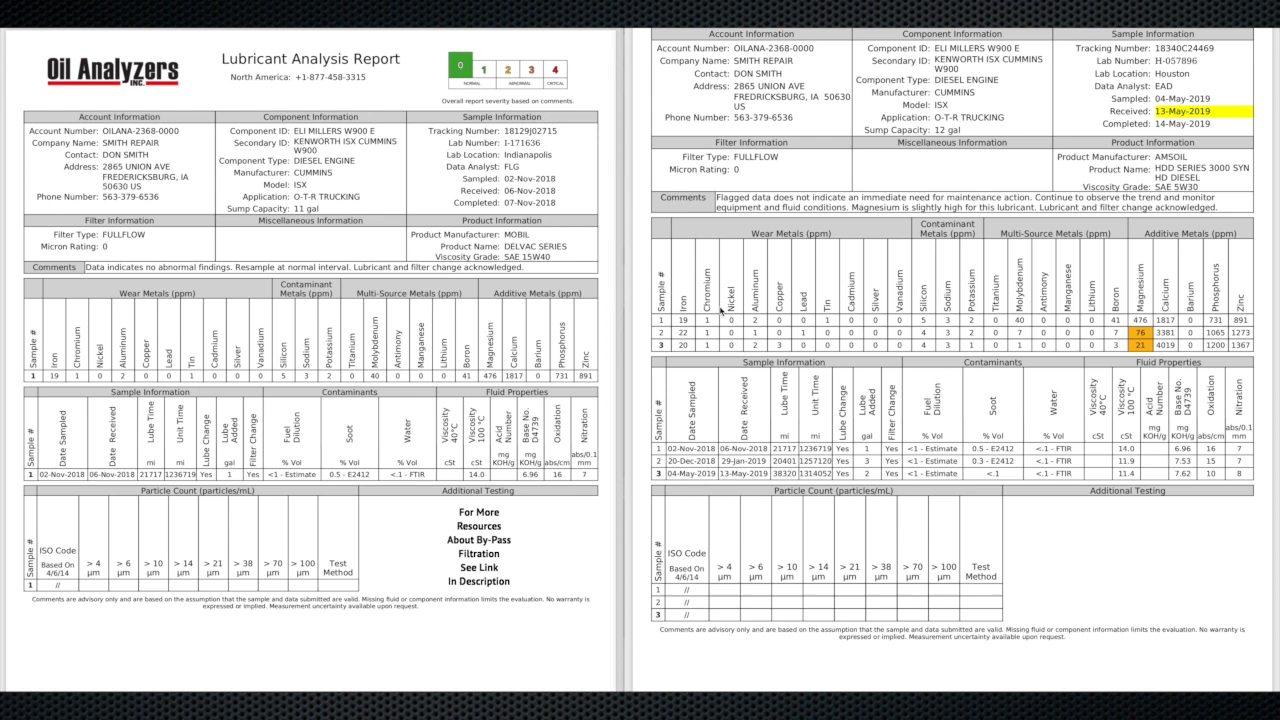 Oil Analyzers INC.
Lubricant Analysis Report
North America: +1-877-458-3315
0 1 2 3 4
NORMAL ABNORMAL CRITICAL
Overall report severity based on comments.
Account Information Component Information Sample Information
Account Number: OILANA-2368-0000 Component ID: ELI MILLERS W900 E Tracking Number: 18129J02715
Company Name: SMITH REPAIR Secondary ID: KENWORTH ISX CUMMINS W900 Lab Number: I-171636
Contact: DON SMITH Component Type: DIESEL ENGINE Lab Location: Indianapolis
Address: 2865 UNION AVE Manufacturer: CUMMINS Data Analyst: FLG
FREDERICKSBURG, IA Model: ISX Sampled: 02-Nov-2018
50630 US Application: O-T-R TRUCKING Received: 06-Nov-2018
Phone Number: 563-379-6536 Sump Capacity: 11 gal Completed: 07-Nov-2018
Filter Information Miscellaneous Information Product Information
Filter Type: FULLFLOW Product Manufacturer: MOBIL
Micron Rating: 0 Product Name: DELVAC SERIES
Viscosity Grade: SAE 15W40
Comments Data indicates no abnormal findings. Resample at normal interval. Lubricant and filter change acknowledged.
Wear Metals (ppm) Contaminant Metals (ppm) Multi-Source Metals (ppm) Additive Metals (ppm)
Sample # Iron Chromium Nickel Aluminum Copper Lead Tin Cadmium Silver Vanadium Silicon Sodium Potassium Titanium Molybdenum Antimony Manganese Lithium Boron Magnesium Calcium Barium Phosphorus Zinc
1 19 1 0 2 0 0 1 0 0 0 5 3 2 0 40 0 0 0 41 476 1817 0 731 891
Sample Information Contaminants Fluid Properties
Sample # Date Sampled Date Received Lube Time mi Unit Time mi Lube Change Lube Added gal Filter Change Fuel Dilution % Vol Soot % Vol Water % Vol Viscosity 40°C cSt Viscosity 100 °C cSt Acid Number mg KOH/g Base No. D4739 mg KOH/g Oxidation abs/cm Nitration abs/0.1 mm
1 02-Nov-2018 06-Nov-2018 21717 1236719 Yes 1 Yes <1 - Estimate 0.5 - E2412 <.1 - FTIR 14.0 6.96 16 7
Particle Count (particles/mL) Additional Testing
Sample # ISO Code Based On 4/6/14 > 4 µm > 6 µm > 10 µm > 14 µm > 21 µm > 38 µm > 70 µm > 100 µm Test Method
1 //
For More
Resources
About By-Pass
Filtration
See Link
In Description
Comments are advisory only and are based on the assumption that the sample and data submitted are valid. Missing fluid or component information limits the evaluation. No warranty is
expressed or implied. Measurement uncertainty available upon request.
Account Information Component Information Sample Information
Account Number: OILANA-2368-0000 Component ID: ELI MILLERS W900 E Tracking Number: 18340C24469
Company Name: SMITH REPAIR Secondary ID: KENWORTH ISX CUMMINS W900 Lab Number: H-057896
Contact: DON SMITH Component Type: DIESEL ENGINE Lab Location: Houston
Address: 2865 UNION AVE Manufacturer: CUMMINS Data Analyst: EAD
FREDERICKSBURG, IA 50630 Model: ISX Sampled: 04-May-2019
US Application: O-T-R TRUCKING Received: 13-May-2019
Phone Number: 563-379-6536 Sump Capacity: 12 gal Completed: 14-May-2019
Filter Information Miscellaneous Information Product Information
Filter Type: FULLFLOW Product Manufacturer: AMSOIL
Micron Rating: 0 Product Name: HDD SERIES 3000 SYN
HD DIESEL
Viscosity Grade: SAE 5W30
Comments Flagged data does not indicate an immediate need for maintenance action. Continue to observe the trend and monitor
equipment and fluid conditions. Magnesium is slightly high for this lubricant. Lubricant and filter change acknowledged.
Wear Metals (ppm) Contaminant Metals (ppm) Multi-Source Metals (ppm) Additive Metals (ppm)
Sample # Iron Chromium Nickel Aluminum Copper Lead Tin Cadmium Silver Vanadium Silicon Sodium Potassium Titanium Molybdenum Antimony Manganese Lithium Boron Magnesium Calcium Barium Phosphorus Zinc
1 19 1 0 2 0 0 1 0 0 0 5 3 2 0 40 0 0 0 41 476 1817 0 731 891
2 22 1 0 1 0 1 0 0 0 0 4 3 2 0 7 0 0 0 7 76 3381 0 1065 1273
3 20 1 0 2 3 0 0 0 0 0 4 3 1 0 1 0 0 0 3 21 4019 0 1200 1367
Sample Information Contaminants Fluid Properties
Sample # Date Sampled Date Received Lube Time mi Unit Time mi Lube Change Lube Added gal Filter Change Fuel Dilution % Vol Soot % Vol Water % Vol Viscosity 40°C cSt Viscosity 100 °C cSt Acid Number mg KOH/g Base No. D4739 mg KOH/g Oxidation abs/cm Nitration abs/0.1 mm
1 02-Nov-2018 06-Nov-2018 21717 1236719 Yes 1 Yes <1 - Estimate 0.5 - E2412 <.1 - FTIR 14.0 6.96 16 7
2 20-Dec-2018 29-Jan-2019 20401 1257120 Yes 3 Yes <1 - Estimate 0.3 - E2412 <.1 - FTIR 11.9 7.53 15 7
3 04-May-2019 13-May-2019 38320 1314052 Yes 2 Yes <1 - Estimate <.1 <.1 - FTIR 11.4 7.62 10 8
Particle Count (particles/mL) Additional Testing
Sample # ISO Code Based On 4/6/14 > 4 µm > 6 µm > 10 µm > 14 µm > 21 µm > 38 µm > 70 µm > 100 µm Test Method
1 //
2 //
3 //
Comments are advisory only and are based on the assumption that the sample and data submitted are valid. Missing fluid or component information limits the evaluation. No warranty is
expressed or implied. Measurement uncertainty available upon request.